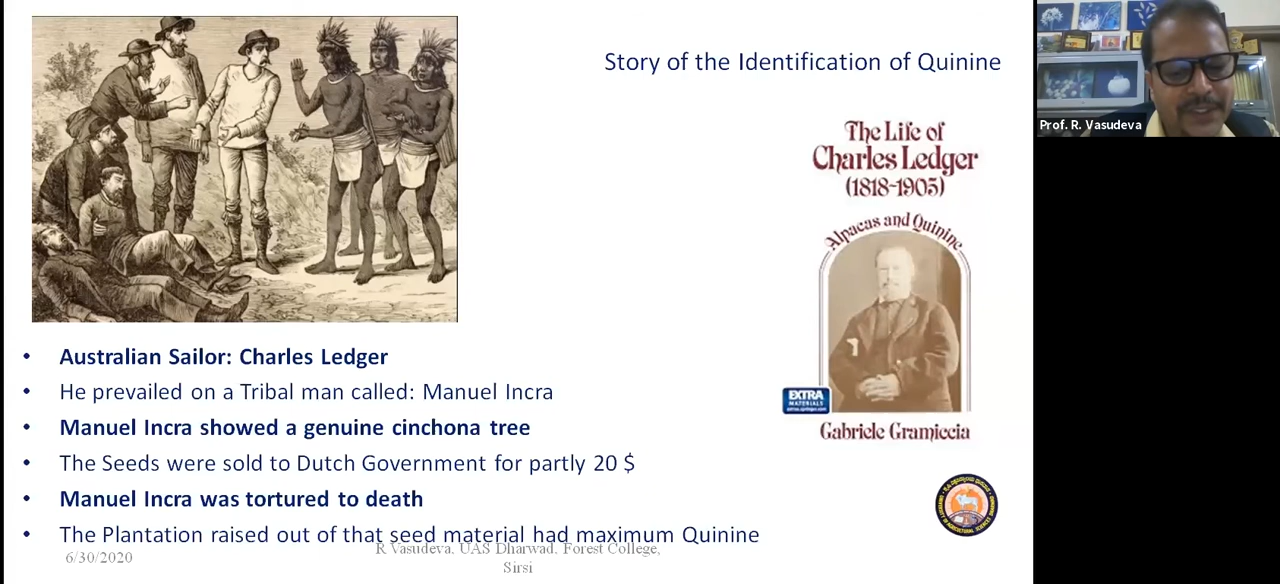 Story of the Identification of Quinine
Prof. R. Vasudeva
The Life of
Charles Ledger
(1818-1905)
Alpacas and Quinine
EXTRA
MATERIALS
Gabriele Gramiccia
• Australian Sailor: Charles Ledger
• He prevailed on a Tribal man called: Manuel Incra
• Manuel Incra showed a genuine cinchona tree
• The Seeds were sold to Dutch Government for partly 20 $
• Manuel Incra was tortured to death
• The Plantation raised out of that seed material had maximum Quinine
6/30/2020
R Vasudeva, UAS Dharwad, Forest College,
Sirsi